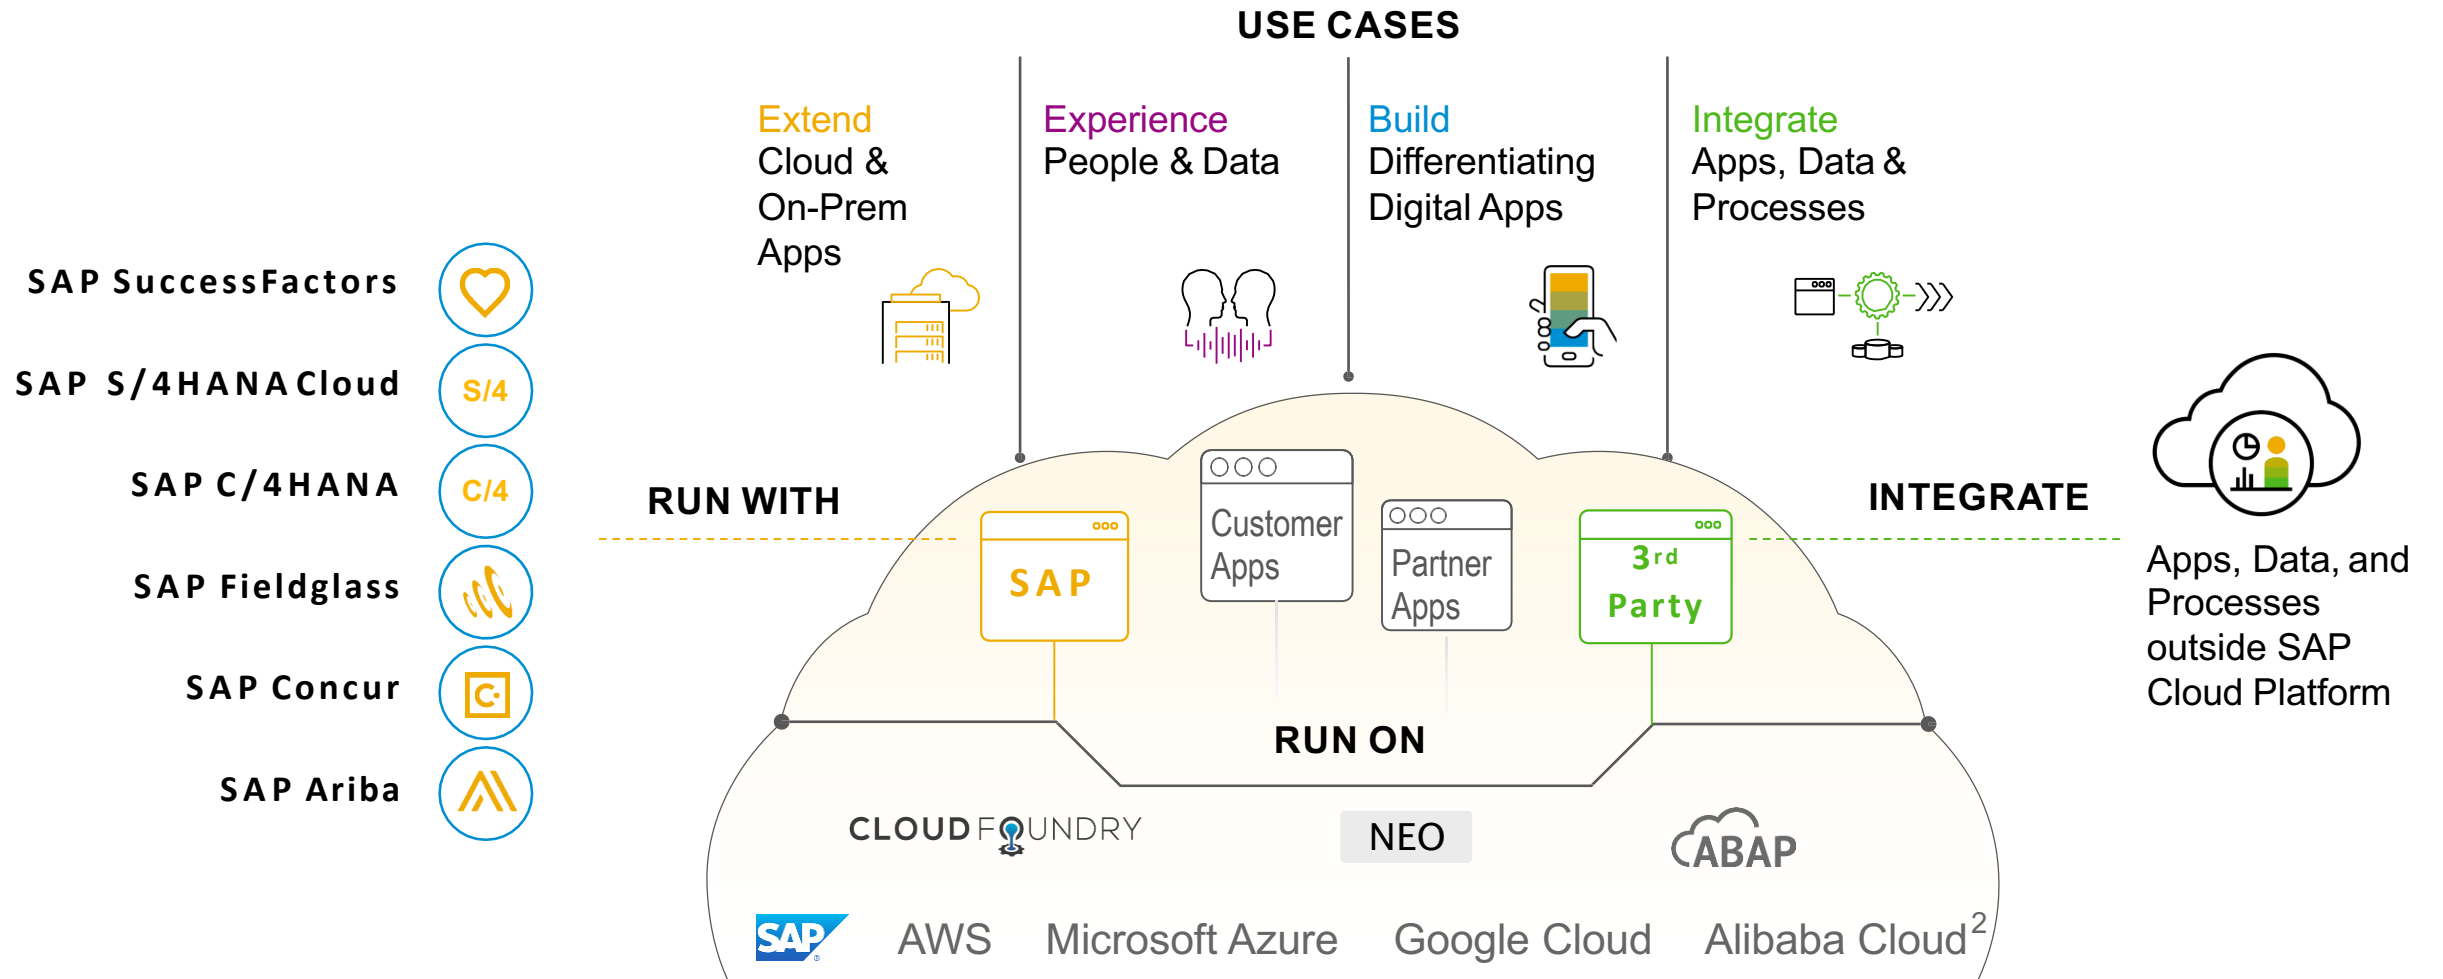 USE CASES
Extend
Cloud &
On-Prem
Apps
Experience
People & Data
Build
Differentiating
Digital Apps
Integrate
Apps, Data &
Processes
SAP SuccessFactors
SAP S/4HANA Cloud
S/4
SAP C/4HANA
C/4
SAP Fieldglass
SAP Concur
C
SAP Ariba
RUN WITH
SAP
Customer
Apps
Partner
Apps
3rd
Party
INTEGRATE
Apps, Data, and
Processes
outside SAP
Cloud Platform
RUN ON
CLOUD FOUNDRY
NEO
ABAP
SAP ®
AWS
Microsoft Azure
Google Cloud
Alibaba Cloud²